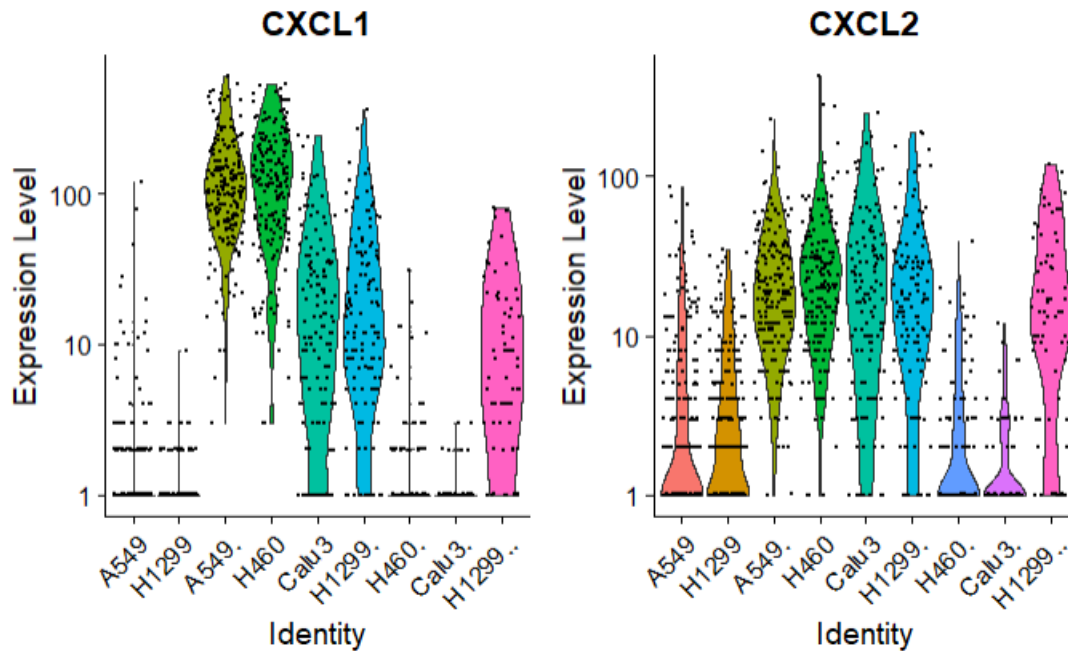 CXCL1
Expression Level
100
10
1
A549
H1299
A549.
H460
Calu3
H1299.
H460.
Calu3.
H1299..
Identity
CXCL2
Expression Level
100
10
1
A549
H1299
A549.
H460
Calu3
H1299.
H460.
Calu3.
H1299..
Identity